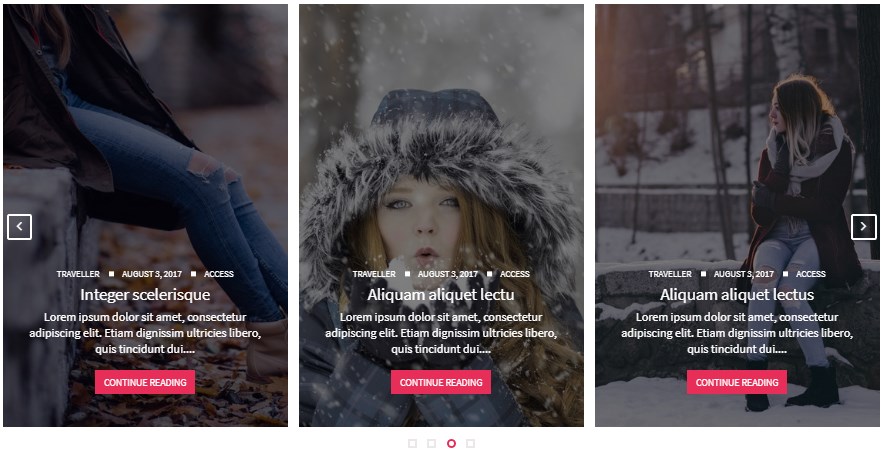 TRAVELLER AUGUST 3, 2017 ACCESS
Integer scelerisque
Lorem ipsum dolor sit amet, consectetur
adipiscing elit. Etiam dignissim ultricies libero,
quis tincidunt dui....
CONTINUE READING
TRAVELLER AUGUST 3, 2017 ACCESS
Aliquam aliquet lectu
Lorem ipsum dolor sit amet, consectetur
adipiscing elit. Etiam dignissim ultricies libero,
quis tincidunt dui....
CONTINUE READING
TRAVELLER AUGUST 3, 2017 ACCESS
Aliquam aliquet lectus
Lorem ipsum dolor sit amet, consectetur
adipiscing elit. Etiam dignissim ultricies libero,
quis tincidunt dui....
CONTINUE READING